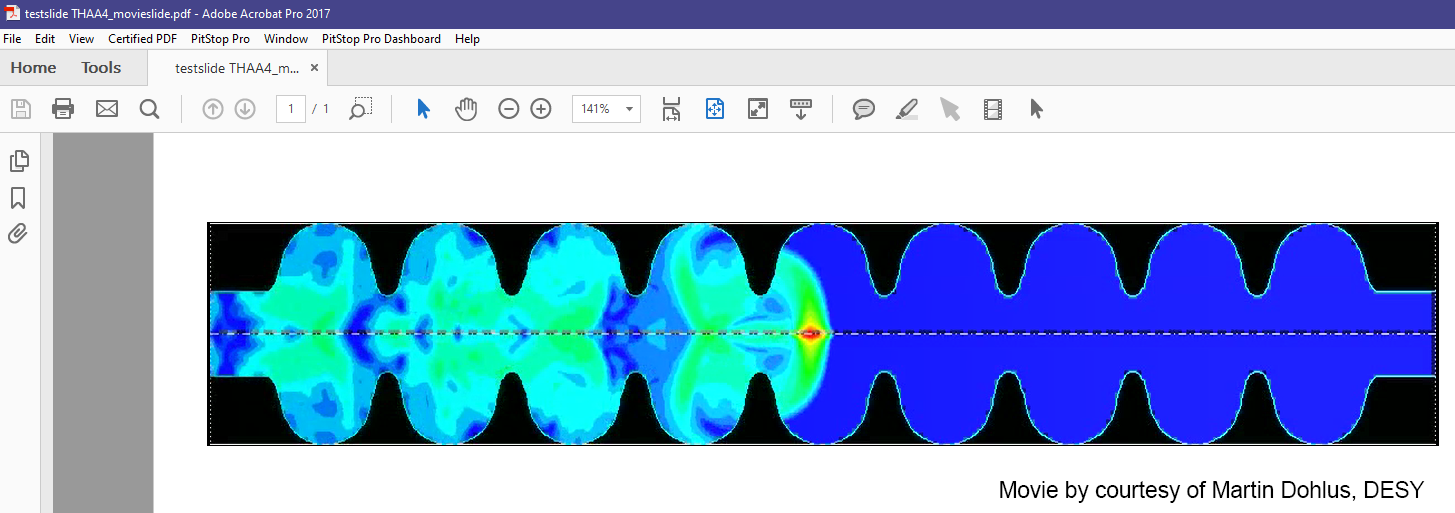 testslide THAA4_movieslide.pdf - Adobe Acrobat Pro 2017
File Edit View Certified PDF PitStop Pro Window PitStop Pro Dashboard Help
Home Tools testslide THAA4_m... ×
1 / 1 141%
Movie by courtesy of Martin Dohlus, DESY